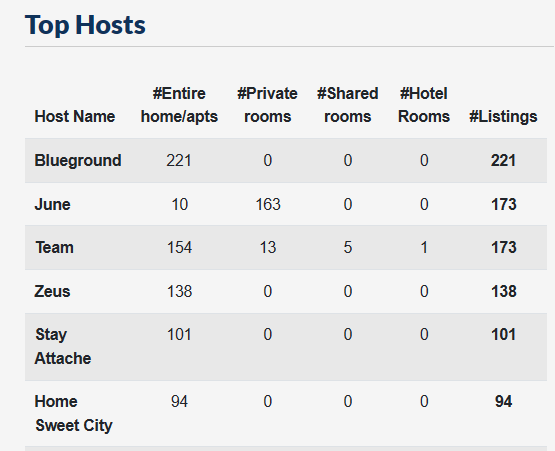 Top Hosts
Host Name #Entire home/apts #Private rooms #Shared rooms #Hotel Rooms #Listings
Blueground 221 0 0 0 221
June 10 163 0 0 173
Team 154 13 5 1 173
Zeus 138 0 0 0 138
Stay Attache 101 0 0 0 101
Home Sweet City 94 0 0 0 94